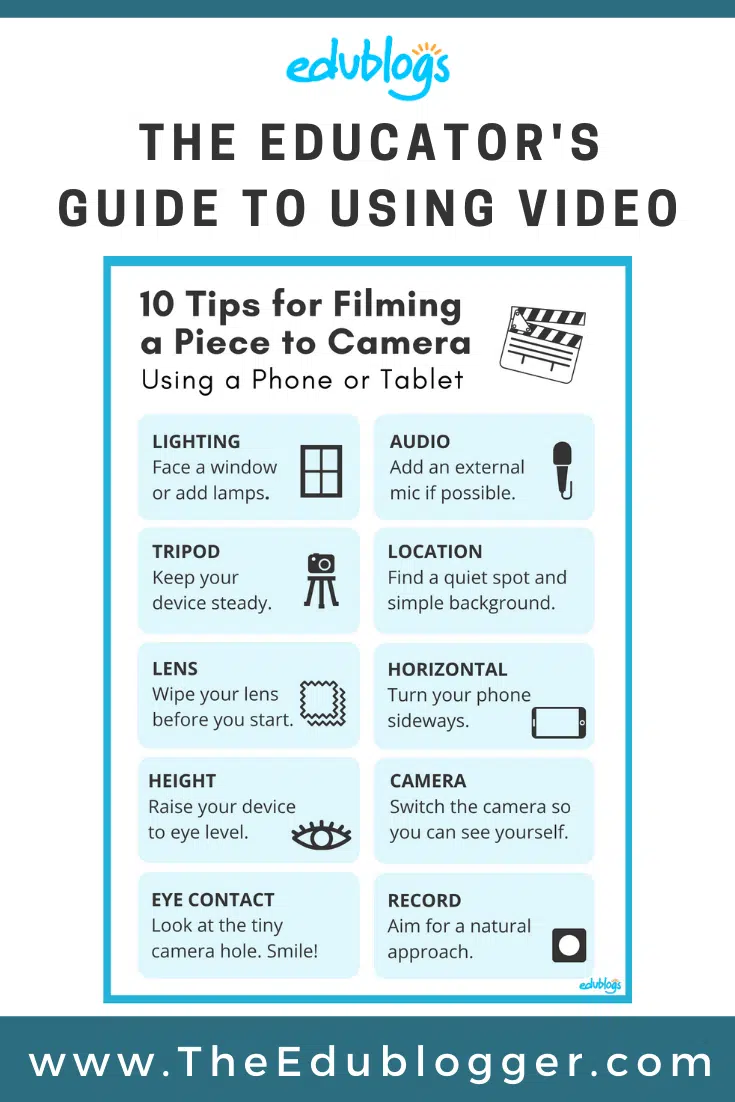 edublogs
THE EDUCATOR'S
GUIDE TO USING VIDEO
10 Tips for Filming
a Piece to Camera
Using a Phone or Tablet
LIGHTING
Face a window
or add lamps.
AUDIO
Add an external
mic if possible.
TRIPOD
Keep your
device steady.
LOCATION
Find a quiet spot and
simple background.
LENS
Wipe your lens
before you start.
HORIZONTAL
Turn your phone
sideways.
HEIGHT
Raise your device
to eye level.
CAMERA
Switch the camera so
you can see yourself.
EYE CONTACT
Look at the tiny
camera hole. Smile!
RECORD
Aim for a natural
approach.
edublogs
www.TheEdublogger.com